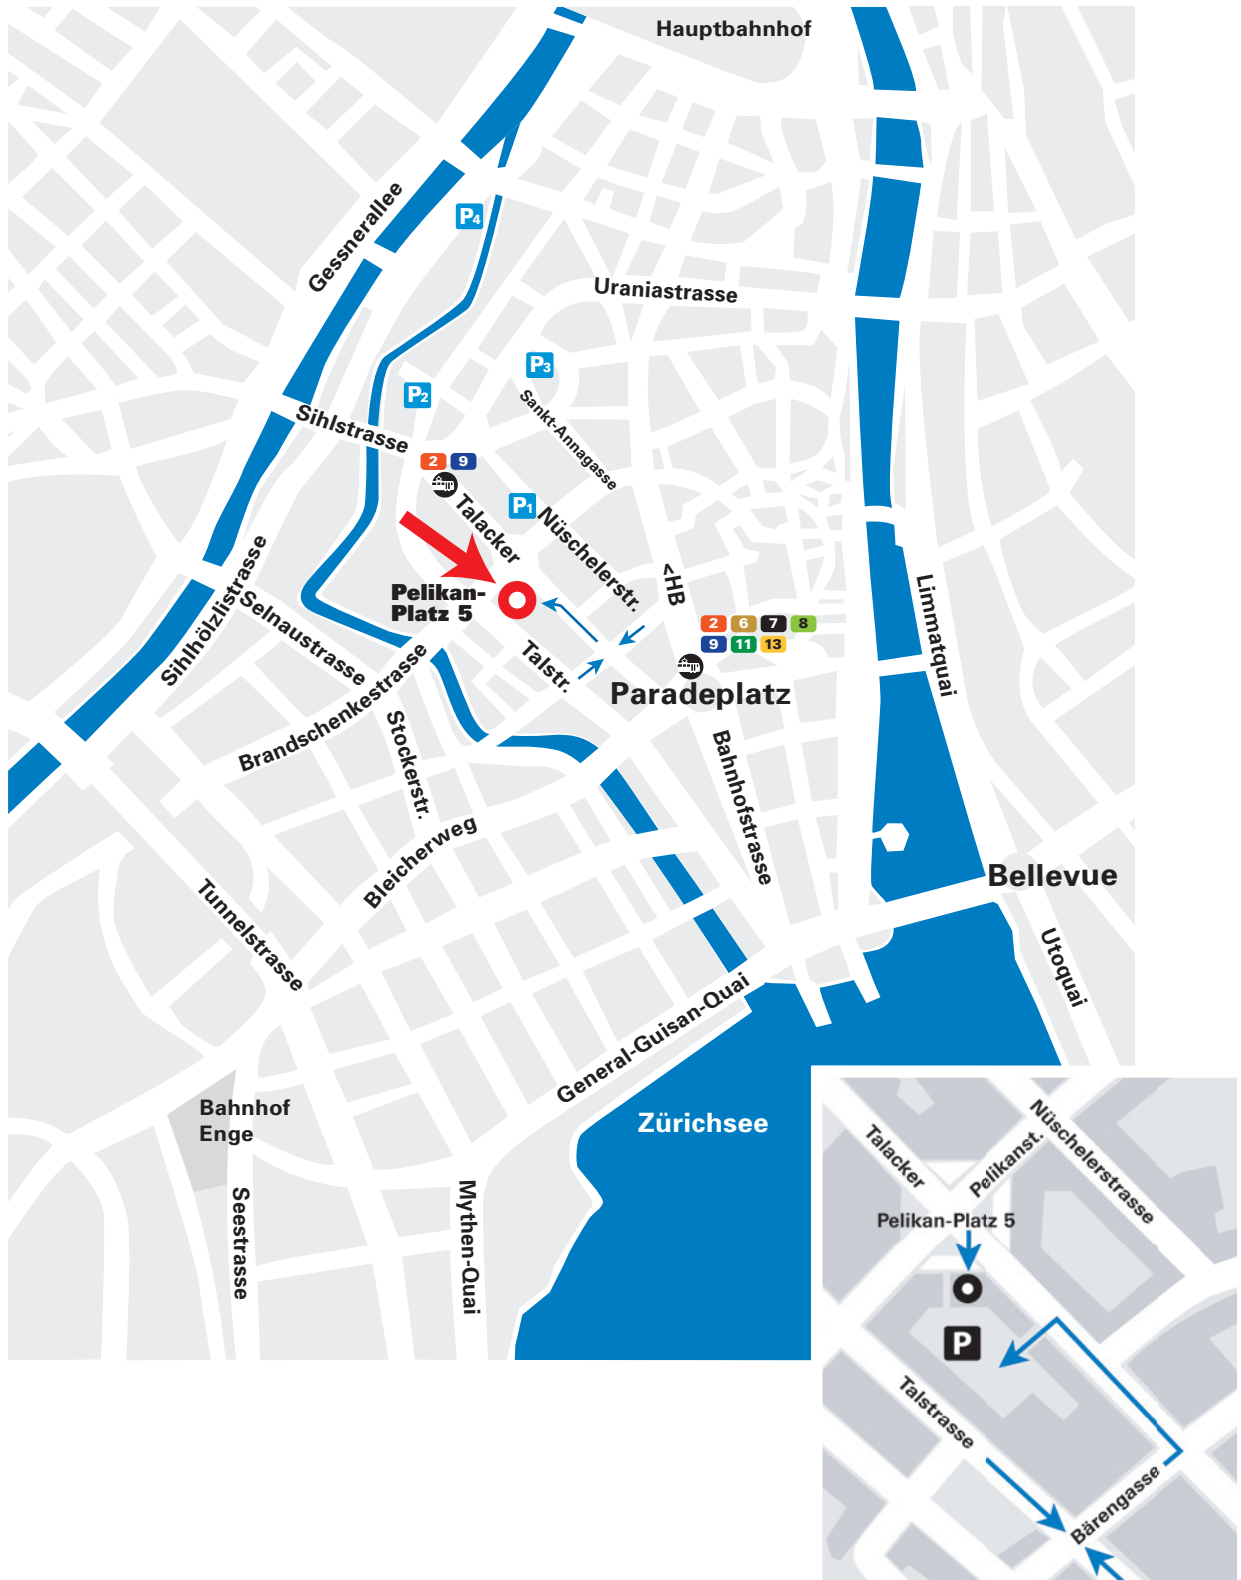 Hauptbahnhof
Gessnerallee
P4
Uraniastrasse
P3
P2
Sankt-Annagasse
Sihlstrasse
2 9
P1
Talacker
Nüschelerstr.
<HB
Sihlhölzlistrasse
Selnaustrasse
Pelikan-
Platz 5
Limmatquai
2 6 7 8
9 11 13
Talstr.
Paradeplatz
Brandschenkestrasse
Stockerstr.
Bahnhofstrasse
Bleicherweg
Bellevue
Tunnelstrasse
Utoquai
General-Guisan-Quai
Bahnhof
Enge
Zürichsee
Seestrasse
Mythen-Quai
Talacker
Pelikanst.
Nüschelerstrasse
Pelikan-Platz 5
P
Talstrasse
Bärengasse